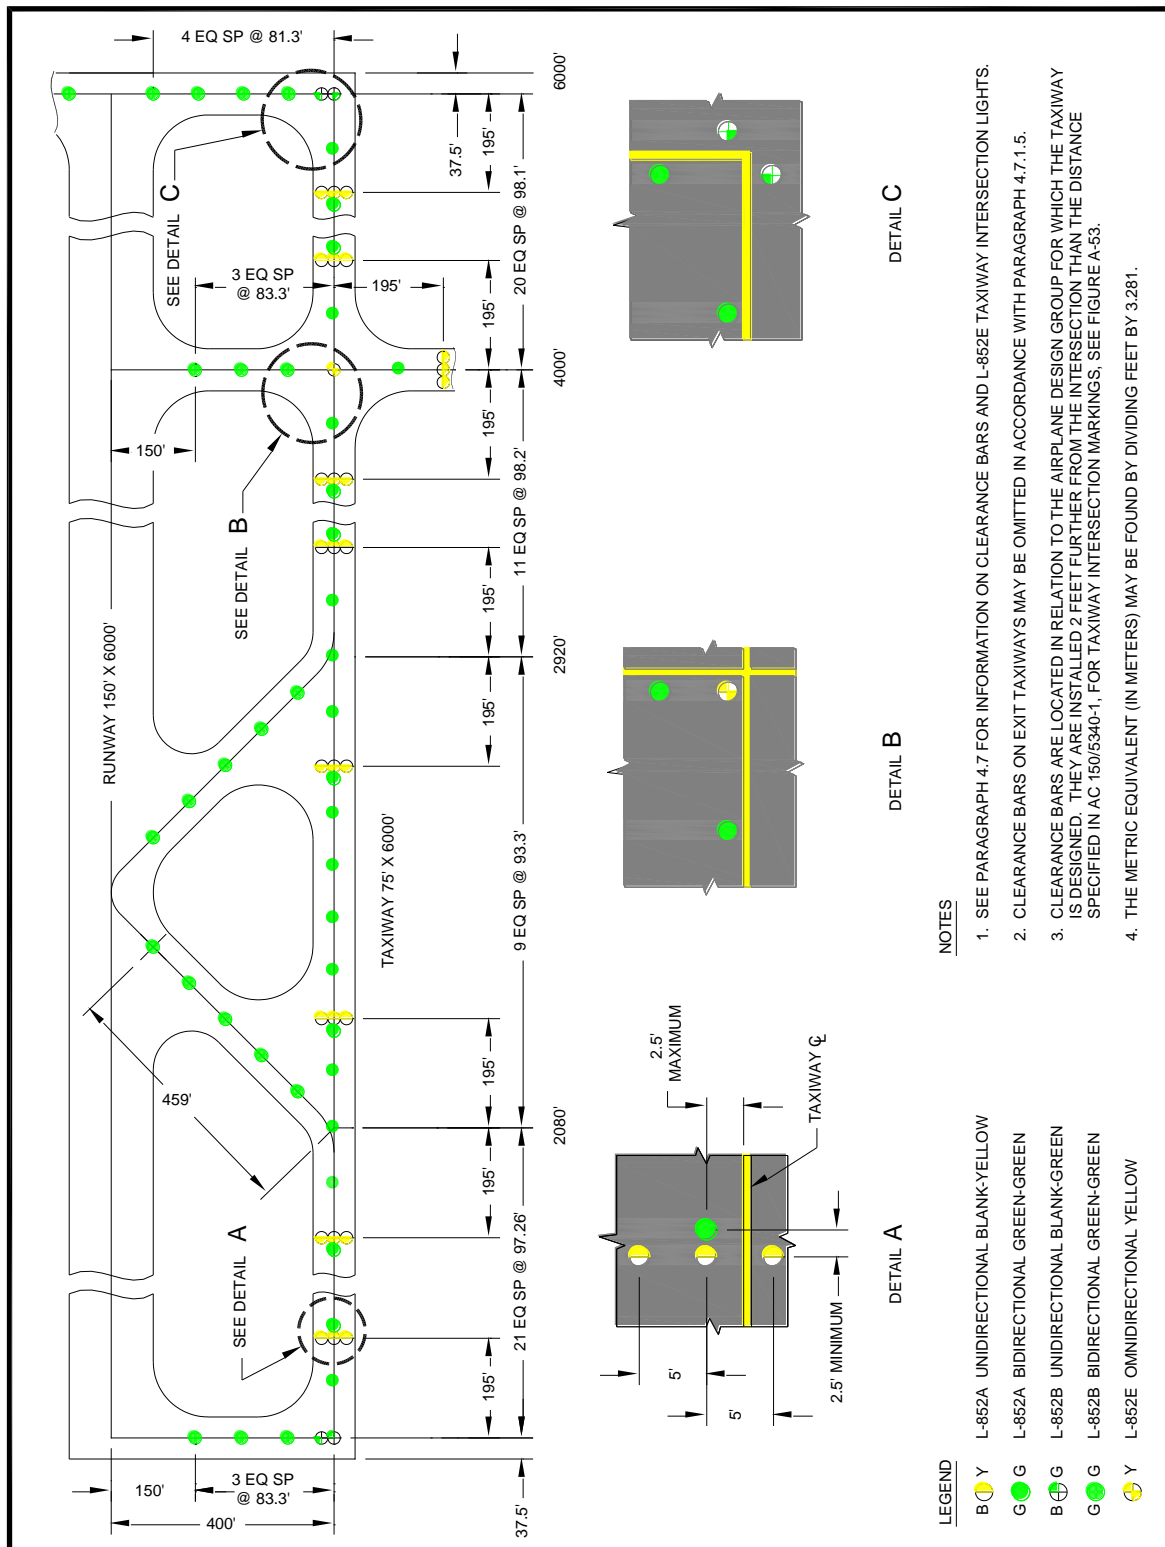 4 EQ SP @ 81.3'
6000'
37.5'
195'
SEE DETAIL C
3 EQ SP
@ 83.3'
195'
195'
20 EQ SP @ 98.1'
4000'
150'
195'
SEE DETAIL B
11 EQ SP @ 98.2'
195'
RUNWAY 150' X 6000'
2920'
195'
TAXIWAY 75' X 6000'
9 EQ SP @ 93.3'
459'
195'
2080'
195'
SEE DETAIL A
21 EQ SP @ 97.26'
195'
150'
3 EQ SP
@ 83.3'
400'
37.5'
DETAIL C
DETAIL B
2.5'
MAXIMUM
TAXIWAY ℄
5'
5'
2.5' MINIMUM
DETAIL A
NOTES
1. SEE PARAGRAPH 4.7 FOR INFORMATION ON CLEARANCE BARS AND L-852E TAXIWAY INTERSECTION LIGHTS.
2. CLEARANCE BARS ON EXIT TAXIWAYS MAY BE OMITTED IN ACCORDANCE WITH PARAGRAPH 4.7.1.5.
3. CLEARANCE BARS ARE LOCATED IN RELATION TO THE AIRPLANE DESIGN GROUP FOR WHICH THE TAXIWAY
IS DESIGNED. THEY ARE INSTALLED 2 FEET FURTHER FROM THE INTERSECTION THAN THE DISTANCE
SPECIFIED IN AC 150/5340-1, FOR TAXIWAY INTERSECTION MARKINGS, SEE FIGURE A-53.
4. THE METRIC EQUIVALENT (IN METERS) MAY BE FOUND BY DIVIDING FEET BY 3.281.
LEGEND
B Y L-852A UNIDIRECTIONAL BLANK-YELLOW
G G L-852A BIDIRECTIONAL GREEN-GREEN
B G L-852B UNIDIRECTIONAL BLANK-GREEN
G G L-852B BIDIRECTIONAL GREEN-GREEN
Y L-852E OMNIDIRECTIONAL YELLOW